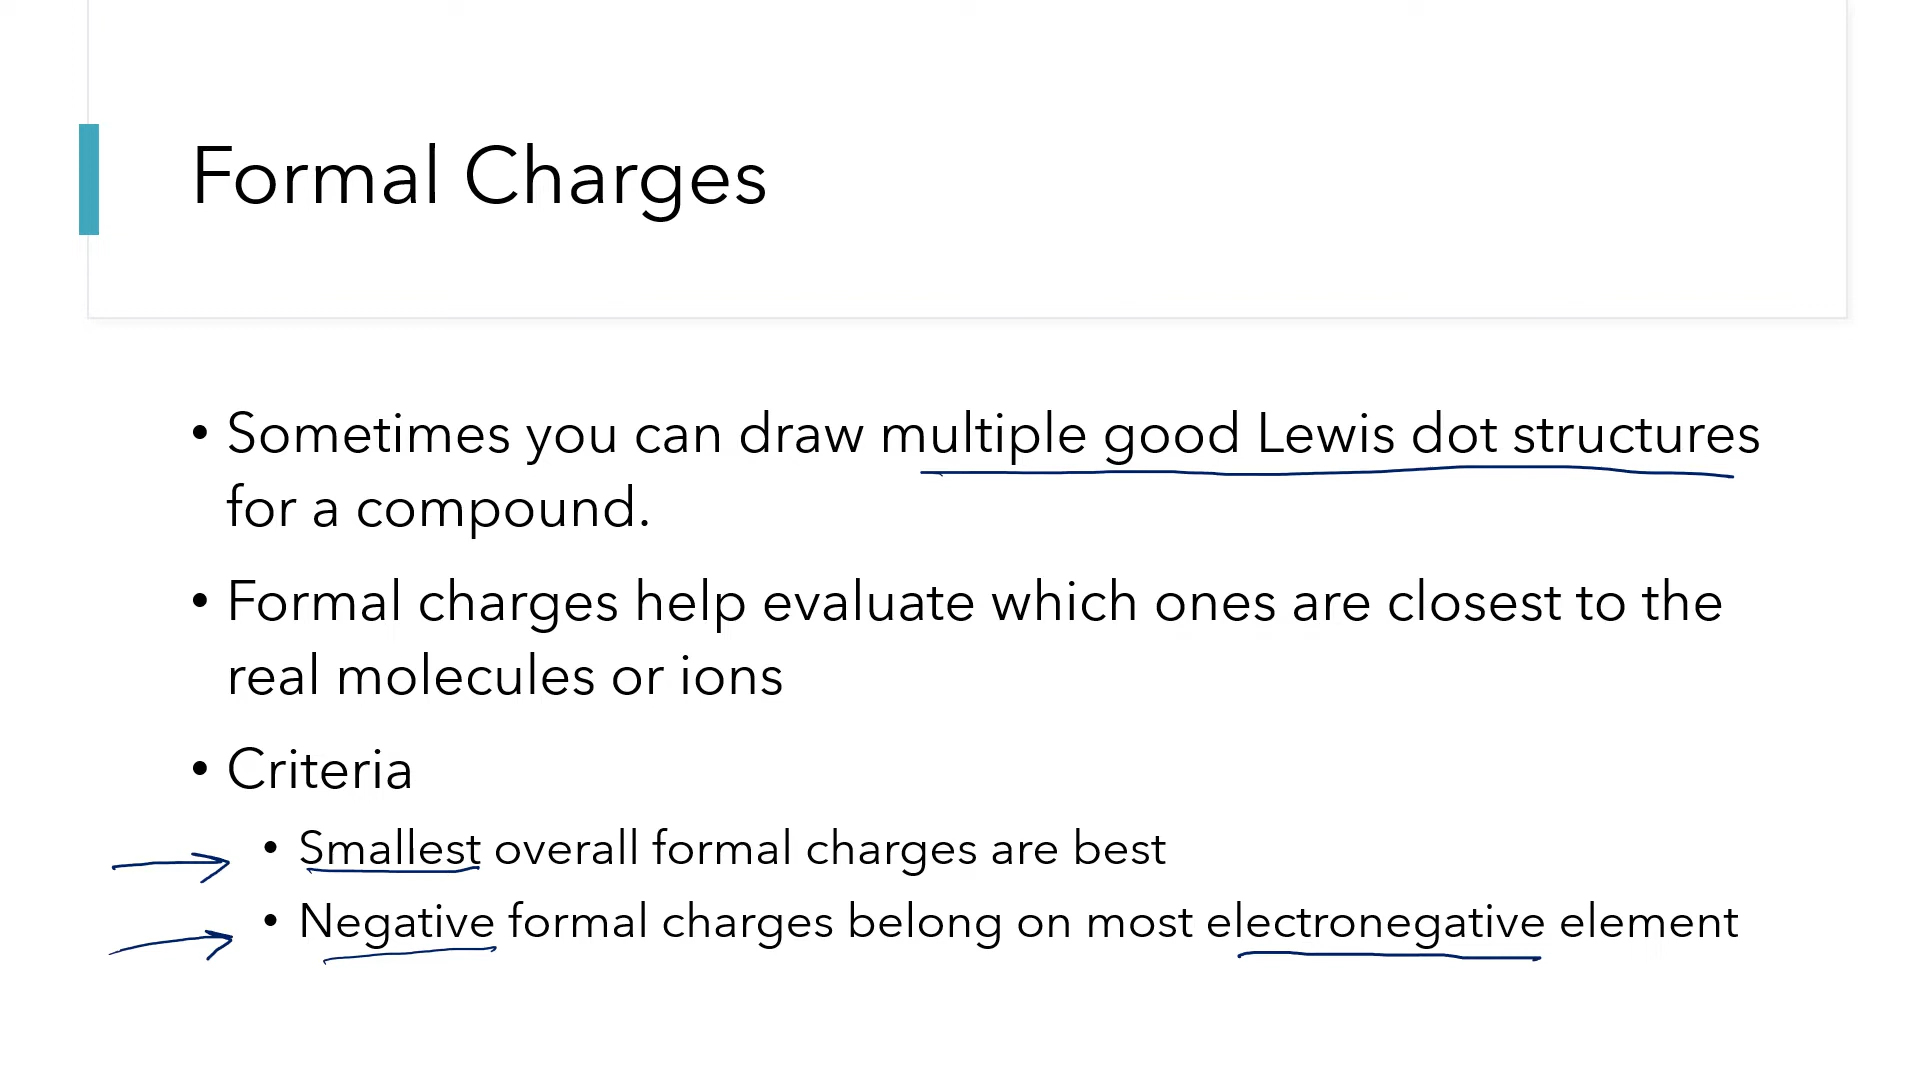 Formal Charges
• Sometimes you can draw multiple good Lewis dot structures
for a compound.
• Formal charges help evaluate which ones are closest to the
real molecules or ions
• Criteria
• Smallest overall formal charges are best
• Negative formal charges belong on most electronegative element